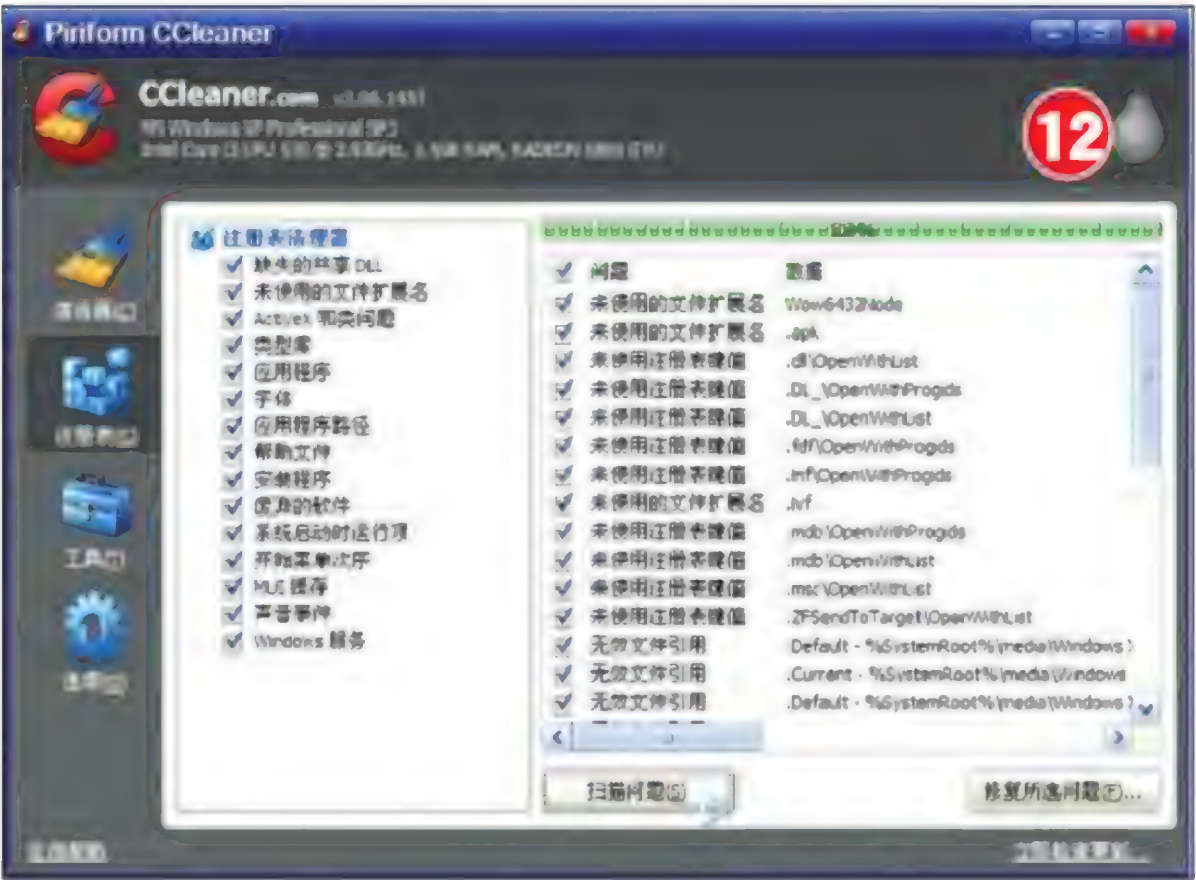 Piriform CCleaner
CCleaner.com
MS Windows XP Professional SP3
12
注册表清理器
缺失的共享 DLL
未使用的文件扩展名
ActiveX 和类问题
类型库
应用程序
字体
应用程序路径
帮助文件
安装程序
废弃的软件
系统启动时运行项
开始菜单次序
MUI 缓存
声音事件
Windows 服务
100%
问题 数据
未使用的文件扩展名 Wow6432Node
未使用的文件扩展名 .apk
未使用注册表键值 .dl\OpenWithList
未使用注册表键值 .DL_\OpenWithProgids
未使用注册表键值 .DL_\OpenWithList
未使用注册表键值 .fdf\OpenWithProgids
未使用注册表键值 .inf\OpenWithProgids
未使用的文件扩展名 .ivf
未使用注册表键值 .mdb\OpenWithProgids
未使用注册表键值 .mdb\OpenWithList
未使用注册表键值 .msc\OpenWithList
未使用注册表键值 .ZFSendToTarget\OpenWithList
无效文件引用 .Default - %SystemRoot%\media\Windows
无效文件引用 .Current - %SystemRoot%\media\Windows
无效文件引用 .Default - %SystemRoot%\media\Windows
工具(T)
扫描问题(S)
修复所选问题(F)...